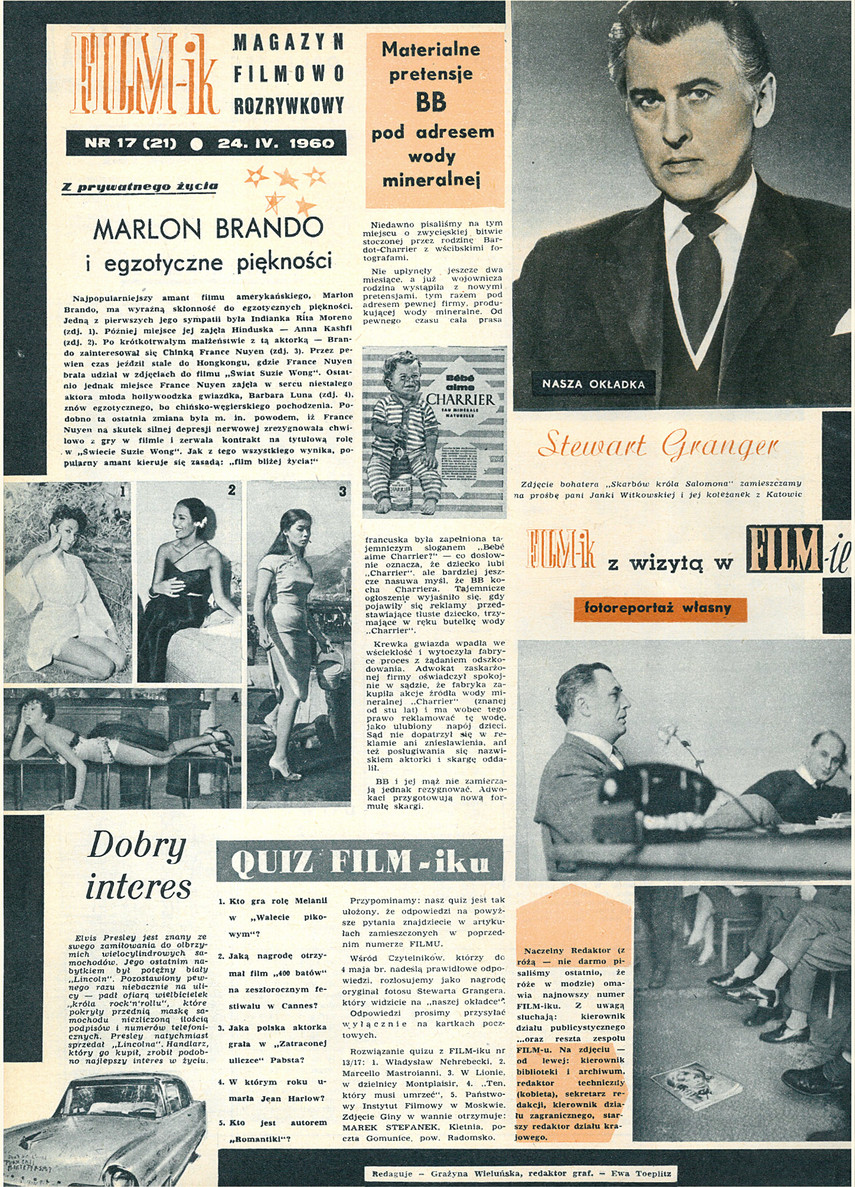 FILM-ik
MAGAZYN
FILMOWO
ROZRYWKOWY
NR 17 (21) ● 24. IV. 1960
Z prywatnego życia
MARLON BRANDO
i egzotyczne piękności
Najpopularniejszy amant filmu amerykańskiego, Marlon
Brando, ma wyraźną skłonność do egzotycznych piękności.
Jedną z pierwszych jego sympatii była Indianka Rita Moreno
(zdj. 1). Później miejsce jej zajęła Hinduska — Anna Kashfi
(zdj. 2). Po krótkotrwałym małżeństwie z tą aktorką — Bran-
do zainteresował się Chinką France Nuyen (zdj. 3). Przez pe-
wien czas jeździł stale do Hongkongu, gdzie France Nuyen
brała udział w zdjęciach do filmu „Świat Suzie Wong". Ostat-
nio jednak miejsce France Nuyen zajęła w sercu niestałego
aktora młoda hollywoodzka gwiazdka, Barbara Luna (zdj. 4),
znów egzotycznego, bo chińsko-węgierskiego pochodzenia. Po-
dobno ta ostatnia zmiana była m. in. powodem, iż France
Nuyen na skutek silnej depresji nerwowej zrezygnowała chwi-
lowo z gry w filmie i zerwała kontrakt na tytułową rolę
w „Świecie Suzie Wong". Jak z tego wszystkiego wynika, po-
pularny amant kieruje się zasadą: „film bliżej życia!"
1
2
3
4
Materialne
pretensje
BB
pod adresem
wody
mineralnej
Niedawno pisaliśmy na tym
miejscu o zwycięskiej bitwie
stoczonej przez rodzinę Bar-
dot-Charrier z wścibskimi fo-
tografami.
Nie upłynęły jeszcze dwa
miesiące, a już wojownicza
rodzina wystąpiła z nowymi
pretensjami, tym razem pod
adresem pewnej firmy, produ-
kującej wody mineralne. Od
pewnego czasu cała prasa
Bébé
aime
CHARRIER
EAU MINÉRALE
NATURELLE
CHARRIER
francuska była zapełniona ta-
jemniczym sloganem „Bébé
aime Charrier?" — co dosłow-
nie oznacza, że dziecko lubi
„Charrier", ale bardziej jesz-
cze nasuwa myśl, że BB ko-
cha Charriera. Tajemnicze
ogłoszenie wyjaśniło się, gdy
pojawiły się reklamy przed-
stawiające tłuste dziecko, trzy-
mające w ręku butelkę wody
„Charrier".
Krewka gwiazda wpadła we
wściekłość i wytoczyła fabry-
ce proces z żądaniem odszko-
dowania. Adwokat zaskarżo-
nej firmy oświadczył spokoj-
nie w sądzie, że fabryka za-
kupiła akcje źródła wody mi-
neralnej „Charrier" (znanej
od stu lat) i ma wobec tego
prawo reklamować tę wodę,
jako ulubiony napój dzieci.
Sąd nie dopatrzył się w re-
klamie ani zniesławienia, ani
też posługiwania się nazwi-
skiem aktorki i skargę odda-
lił.
BB i jej mąż nie zamierza-
ją jednak rezygnować. Adwo-
kaci przygotowują nową for-
mułę skargi.
NASZA OKŁADKA
Stewart Granger
Zdjęcie bohatera „Skarbów króla Salomona" zamieszczamy
na prośbę pani Janki Witkowskiej i jej koleżanek z Katowic
FILM-ik z wizytą w FILM-ie
fotoreportaż własny
Dobry
interes
Elvis Presley jest znany ze
swego zamiłowania do olbrzy-
mich wielocylindrowych sa-
mochodów. Jego ostatnim na-
bytkiem był potężny biały
„Lincoln". Pozostawiony pew-
nego razu niebacznie na uli-
cy — padł ofiarą wielbicielek
„króla rock'n'rollu", które
pokryły przednią maskę sa-
mochodu niezliczoną ilością
podpisów i numerów telefoni-
cznych. Presley natychmiast
sprzedał „Lincolna". Handlarz,
który go kupił, zrobił podob-
no najlepszy interes w życiu.
QUIZ FILM-iku
1. Kto gra rolę Melanii
w „Walecie piko-
wym"?
2. Jaką nagrodę otrzy-
mał film „400 batów"
na zeszłorocznym fe-
stiwalu w Cannes?
3. Jaka polska aktorka
grała w „Zatraconej
uliczce" Pabsta?
4. W którym roku u-
marła Jean Harlow?
5. Kto jest autorem
„Romantiki"?
Przypominamy: nasz quiz jest tak
ułożony, że odpowiedzi na powyż-
sze pytania znajdziecie w artyku-
łach zamieszczonych w poprzed-
nim numerze FILMU.
Wśród Czytelników, którzy do
4 maja br. nadeślą prawidłowe odpo-
wiedzi, rozlosujemy jako nagrodę
oryginał fotosu Stewarta Grangera,
który widzicie na „naszej okładce".
Odpowiedzi prosimy przysyłać
wyłącznie na kartkach pocz-
towych.
Rozwiązanie quizu z FILM-iku nr
13/17: 1. Władysław Nehrebecki, 2.
Marcello Mastroianni, 3. W Lionie,
w dzielnicy Montplaisir, 4. „Ten,
który musi umrzeć", 5. Państwo-
wy Instytut Filmowy w Moskwie.
Zdjęcie Giny w wannie otrzymuje:
MAREK STEFANEK, Kletnia, po-
czta Gomunice, pow. Radomsko.
Naczelny Redaktor (z
różą — nie darmo pi-
saliśmy ostatnio, że
róże w modzie) oma-
wia najnowszy numer
FILM-iku. Z uwagą
słuchają: kierownik
działu publicystycznego
...oraz reszta zespołu
FILM-u. Na zdjęciu —
od lewej: kierownik
biblioteki i archiwum,
redaktor techniczny
(kobieta), sekretarz re-
dakcji, kierownik dzia-
łu zagranicznego, star-
szy redaktor działu kra-
jowego.
Redaguje — Grażyna Wieluńska, redaktor graf. — Ewa Toeplitz